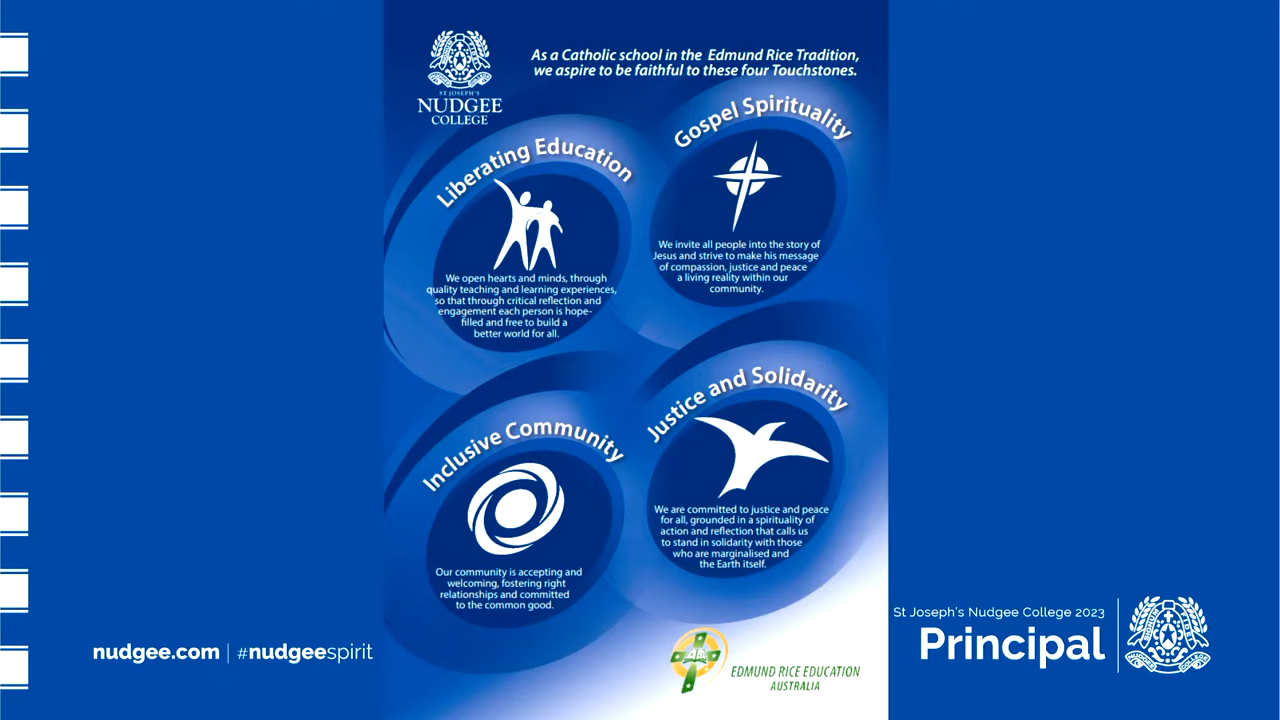 ST JOSEPH'S
NUDGEE
COLLEGE
As a Catholic school in the Edmund Rice Tradition,
we aspire to be faithful to these four Touchstones.
Liberating Education
We open hearts and minds, through
quality teaching and learning experiences,
so that through critical reflection and
engagement each person is hope-
filled and free to build a
better world for all.
Gospel Spirituality
We invite all people into the story of
Jesus and strive to make his message
of compassion, justice and peace
a living reality within our
community.
Inclusive Community
Our community is accepting and
welcoming, fostering right
relationships and committed
to the common good.
Justice and Solidarity
We are committed to justice and peace
for all, grounded in a spirituality of
action and reflection that calls us
to stand in solidarity with those
who are marginalised and
the Earth itself.
EDMUND RICE EDUCATION
AUSTRALIA
nudgee.com | #nudgeespirit
St Joseph's Nudgee College 2023
Principal